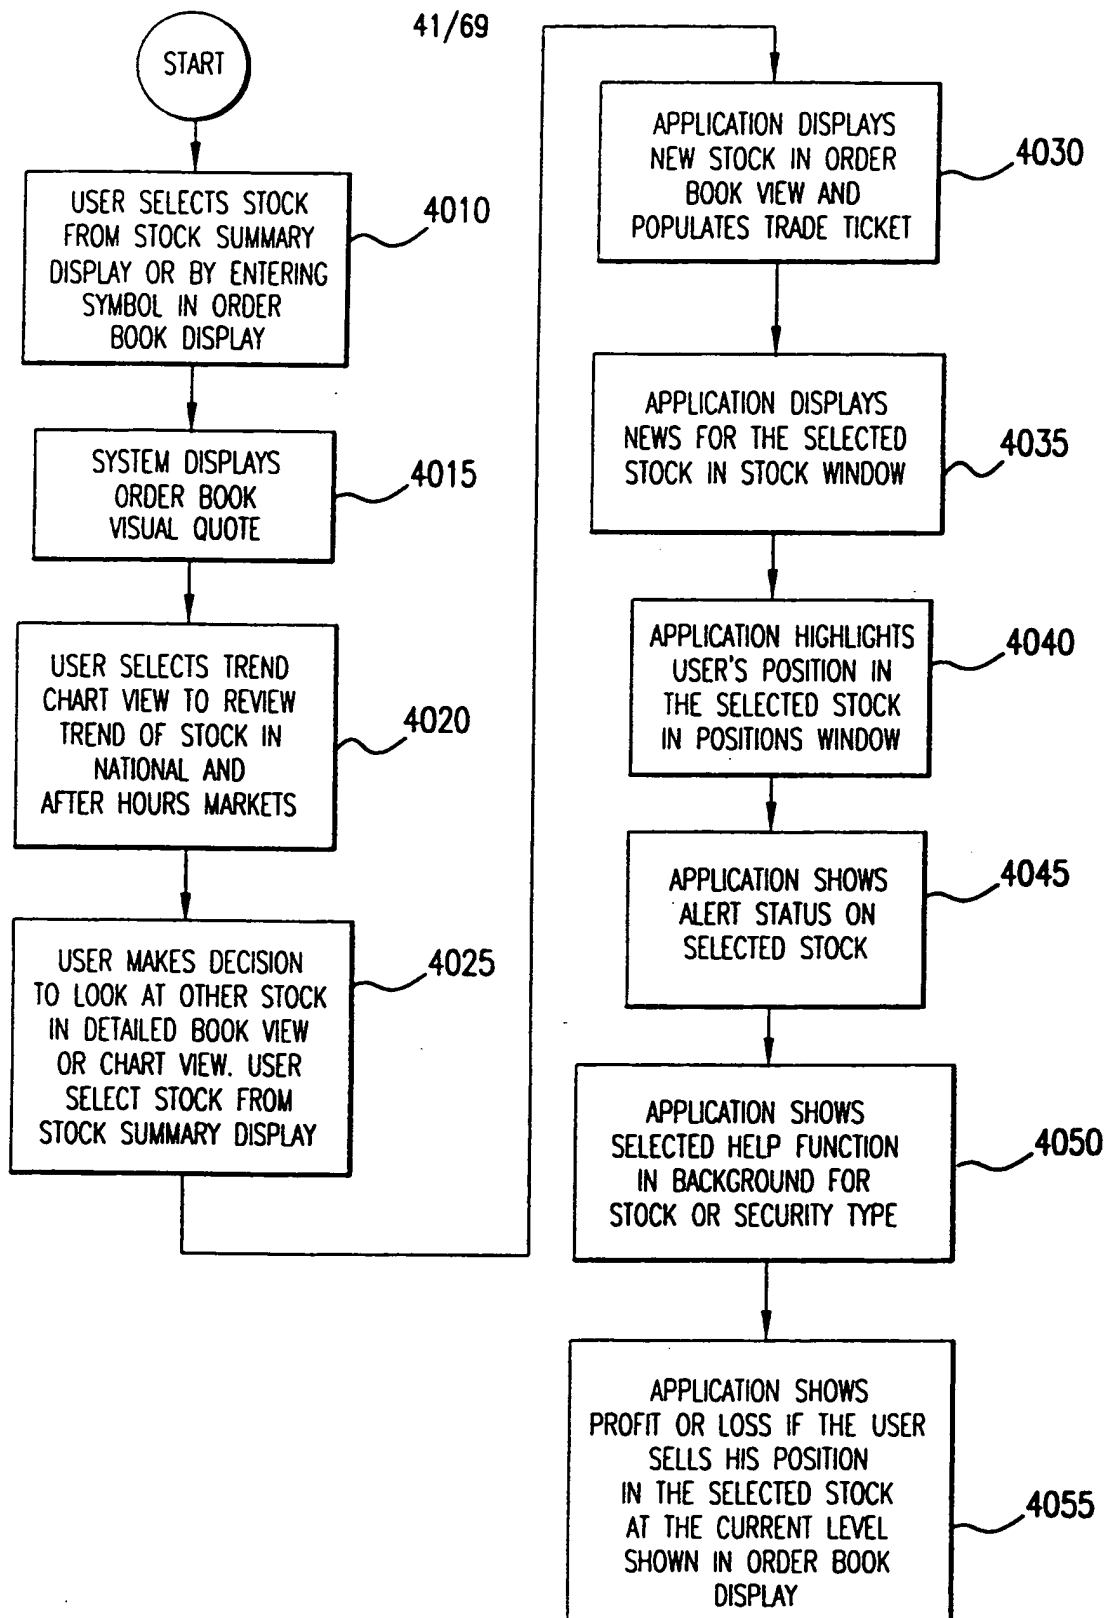 41/69
START
USER SELECTS STOCK
FROM STOCK SUMMARY
DISPLAY OR BY ENTERING
SYMBOL IN ORDER
BOOK DISPLAY
4010
SYSTEM DISPLAYS
ORDER BOOK
VISUAL QUOTE
4015
USER SELECTS TREND
CHART VIEW TO REVIEW
TREND OF STOCK IN
NATIONAL AND
AFTER HOURS MARKETS
4020
USER MAKES DECISION
TO LOOK AT OTHER STOCK
IN DETAILED BOOK VIEW
OR CHART VIEW. USER
SELECT STOCK FROM
STOCK SUMMARY DISPLAY
4025
APPLICATION DISPLAYS
NEW STOCK IN ORDER
BOOK VIEW AND
POPULATES TRADE TICKET
4030
APPLICATION DISPLAYS
NEWS FOR THE SELECTED
STOCK IN STOCK WINDOW
4035
APPLICATION HIGHLIGHTS
USER'S POSITION IN
THE SELECTED STOCK
IN POSITIONS WINDOW
4040
APPLICATION SHOWS
ALERT STATUS ON
SELECTED STOCK
4045
APPLICATION SHOWS
SELECTED HELP FUNCTION
IN BACKGROUND FOR
STOCK OR SECURITY TYPE
4050
APPLICATION SHOWS
PROFIT OR LOSS IF THE USER
SELLS HIS POSITION
IN THE SELECTED STOCK
AT THE CURRENT LEVEL
SHOWN IN ORDER BOOK
DISPLAY
4055